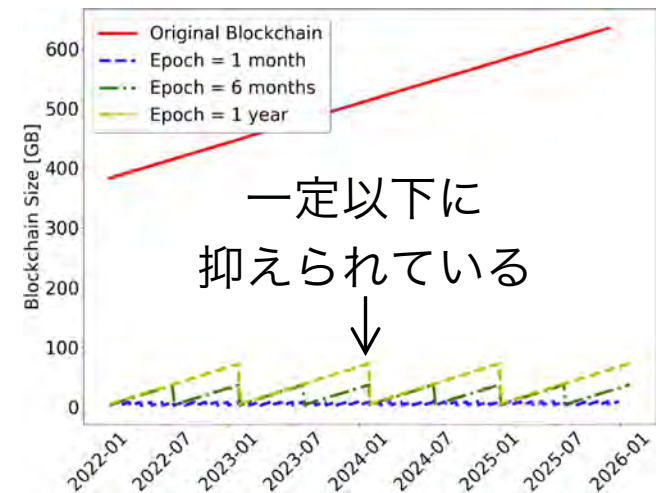 Original Blockchain
Epoch = 1 month
Epoch = 6 months
Epoch = 1 year
Blockchain Size [GB]
600
500
400
300
200
100
0
一定以下に
抑えられている
2022-01
2022-07
2023-01
2023-07
2024-01
2024-07
2025-01
2025-07
2026-01